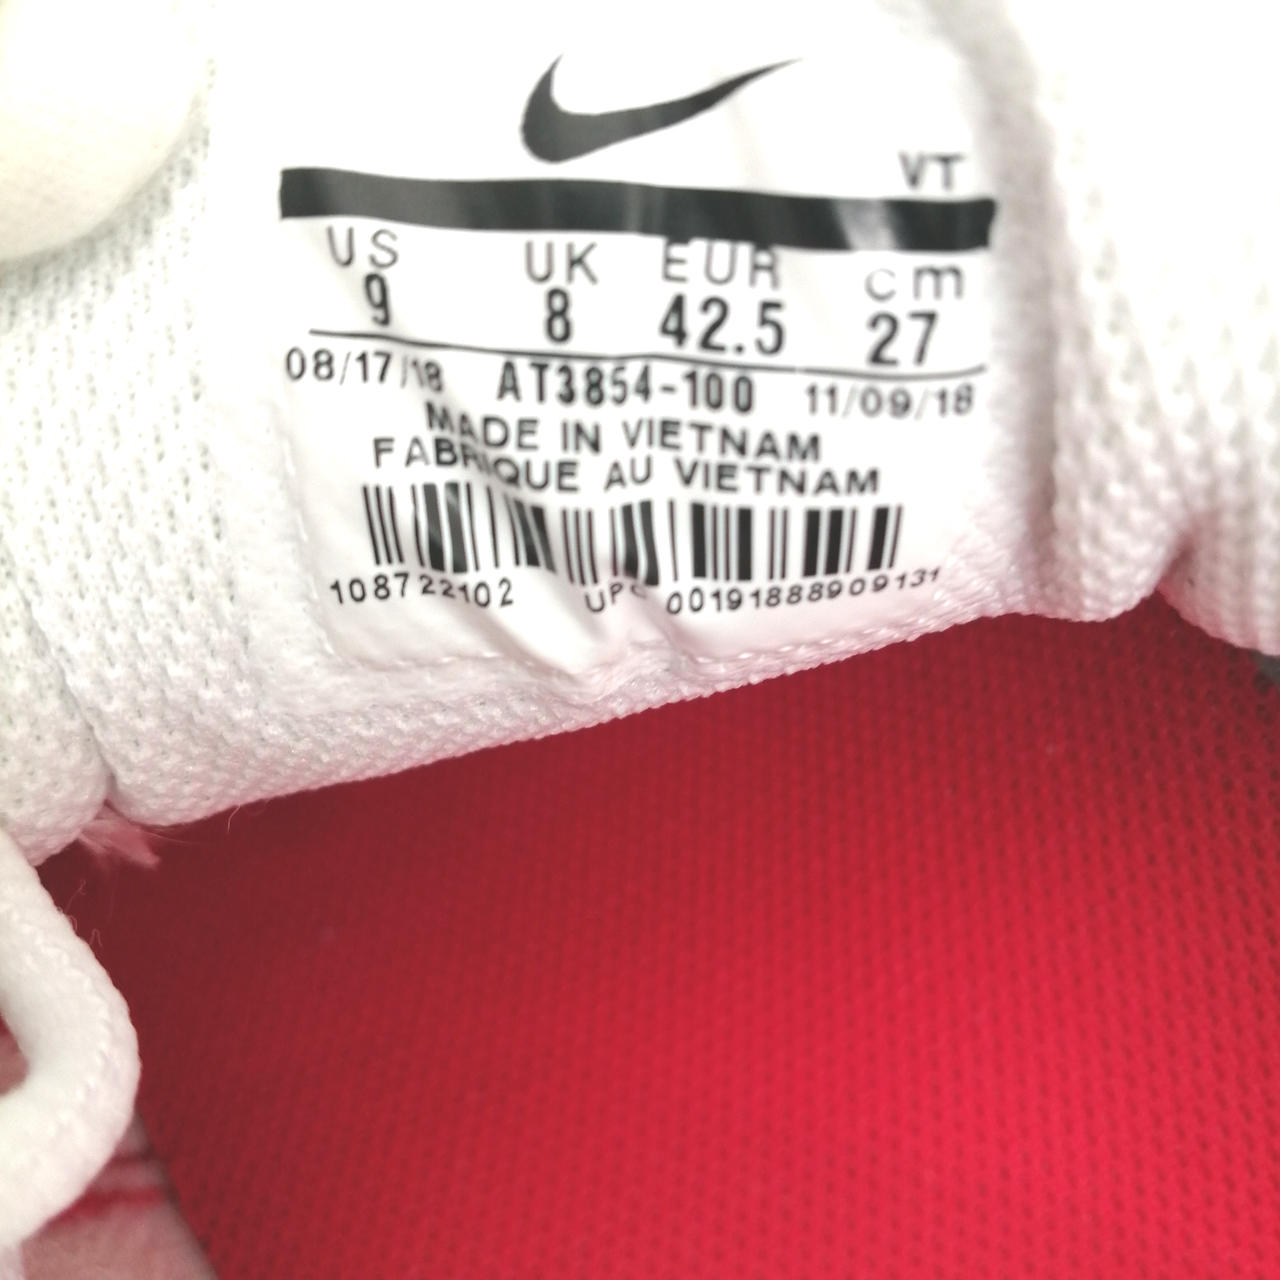 VT
US UK EUR cm
9 8 42.5 27
08/17/18 AT3854-100 11/09/18
MADE IN VIETNAM
FABRIQUE AU VIETNAM
108722102 UPC 00191888909131